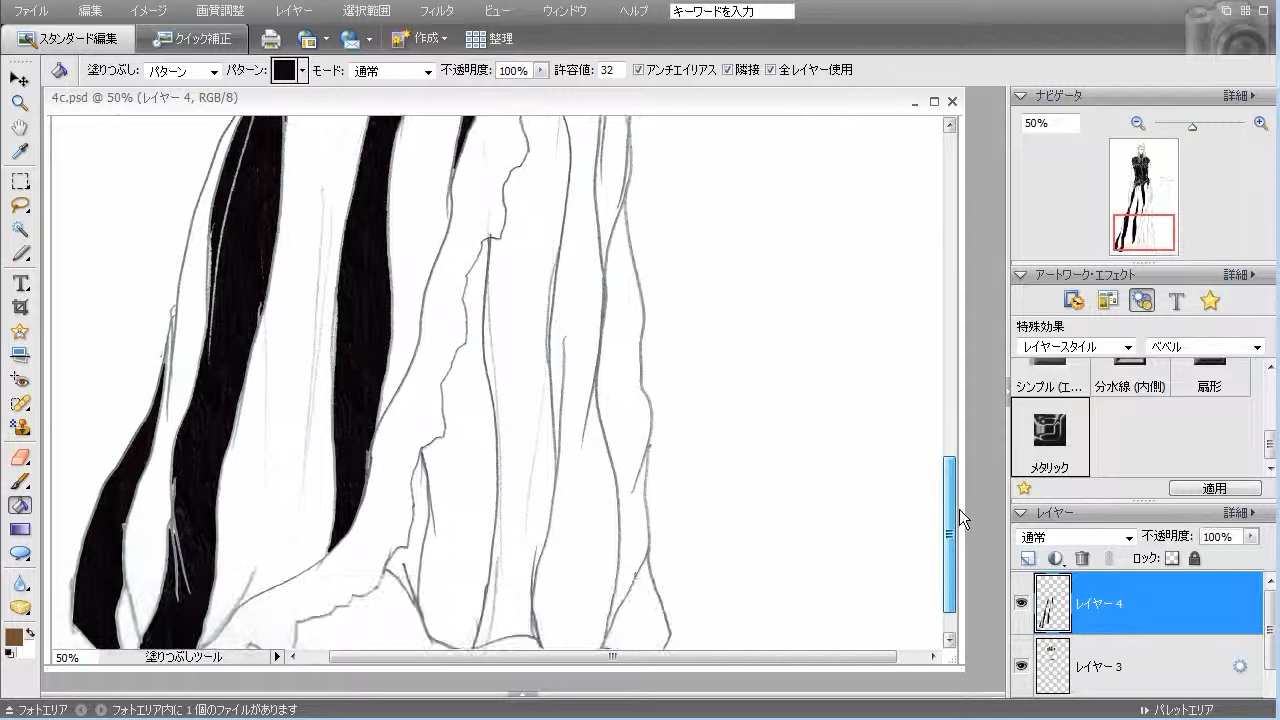 ファイル 編集 イメージ 画質調整 レイヤー 選択範囲 フィルタ ビュー ウィンドウ ヘルプ キーワードを入力
スタンダード編集 クイック補正 作成 整理
塗りつぶし: パターン パターン: モード: 通常 不透明度: 100% 許容値: 32 アンチエイリアス 隣接 全レイヤー使用
4c.psd @ 50% (レイヤー 4, RGB/8)
ナビゲータ 詳細
50%
アートワーク・エフェクト 詳細
特殊効果
レイヤースタイル ベベル
シンプル (エ... 分水線 (内側) 扇形
メタリック
適用
レイヤー 詳細
通常 不透明度: 100%
ロック:
レイヤー 4
レイヤー 3
50% 塗りつぶしツール
フォトエリア フォトエリア内に 1 個のファイルがあります パレットエリア